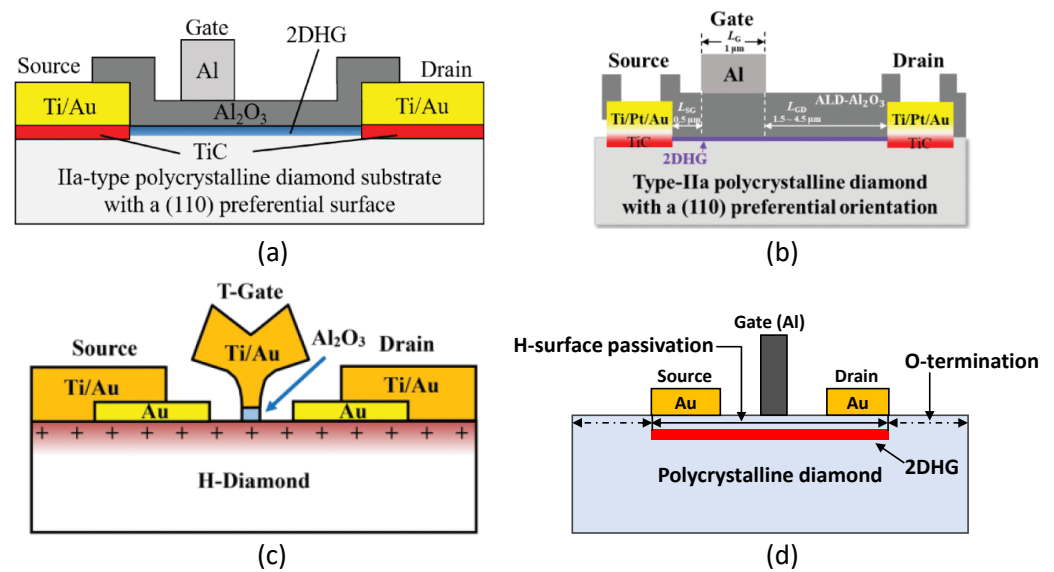 Gate
2DHG
Source
Al
Drain
Ti/Au
Al₂O₃
Ti/Au
TiC
IIa-type polycrystalline diamond substrate
with a (110) preferential surface
(a)
Gate
L_G
1 μm
Source
Al
Drain
L_SG
0.5 μm
L_GD
1.5 ~ 4.5 μm
ALD-Al₂O₃
Ti/Pt/Au
Ti/Pt/Au
TiC
TiC
2DHG
Type-IIa polycrystalline diamond
with a (110) preferential orientation
(b)
T-Gate
Al₂O₃
Source
Ti/Au
Drain
Ti/Au
Ti/Au
Au
Au
+ + + + + + + + + + + + +
H-Diamond
(c)
Gate (Al)
H-surface passivation
O-termination
Source
Drain
Au
Au
2DHG
Polycrystalline diamond
(d)